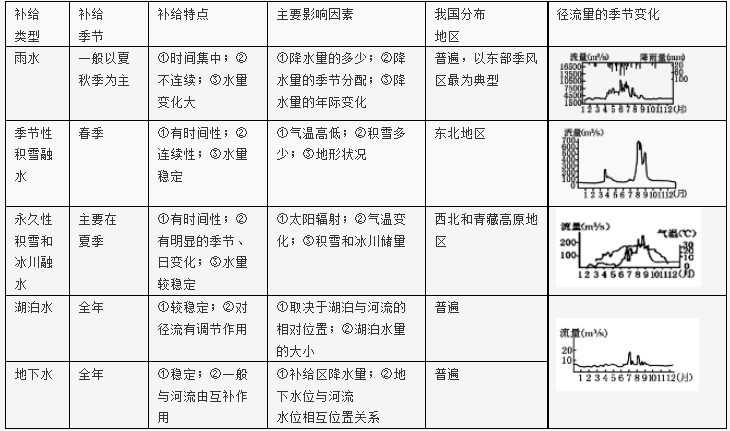 补给类型 补给季节 补给特点 主要影响因素 我国分布地区 径流量的季节变化
雨水 一般以夏秋季为主 ①时间集中；②不连续；③水量变化大 ①降水量的多少；②降水量的季节分配；③降水量的年际变化 普遍，以东部季风区最为典型
流量(m³/s) 降雨量(mm)
16500
13500
10500
7500
4500
1500
20
60
100
1 2 3 4 5 6 7 8 9 10 11 12(月)
季节性积雪融水 春季 ①有时间性；②连续性；③水量稳定 ①气温高低；②积雪多少；③地形状况 东北地区
流量(m³/s)
700
600
500
400
300
200
100
0
1 2 3 4 5 6 7 8 9 10 11 12(月)
永久性积雪和冰川融水 主要在夏季 ①有时间性；②有明显的季节、日变化；③水量较稳定 ①太阳辐射；②气温变化；③积雪和冰川储量 西北和青藏高原地区
流量(m³/s) 气温(℃)
200
100
30
20
10
0
1 2 3 4 5 6 7 8 9 10 11 12(月)
湖泊水 全年 ①较稳定；②对径流有调节作用 ①取决于湖泊与河流的相对位置；②湖泊水量的大小 普遍
流量(m³/s)
20
10
1 2 3 4 5 6 7 8 9 10 11 12(月)
地下水 全年 ①稳定；②一般与河流由互补作用 ①补给区降水量；②地下水位与河流水位相互位置关系 普遍